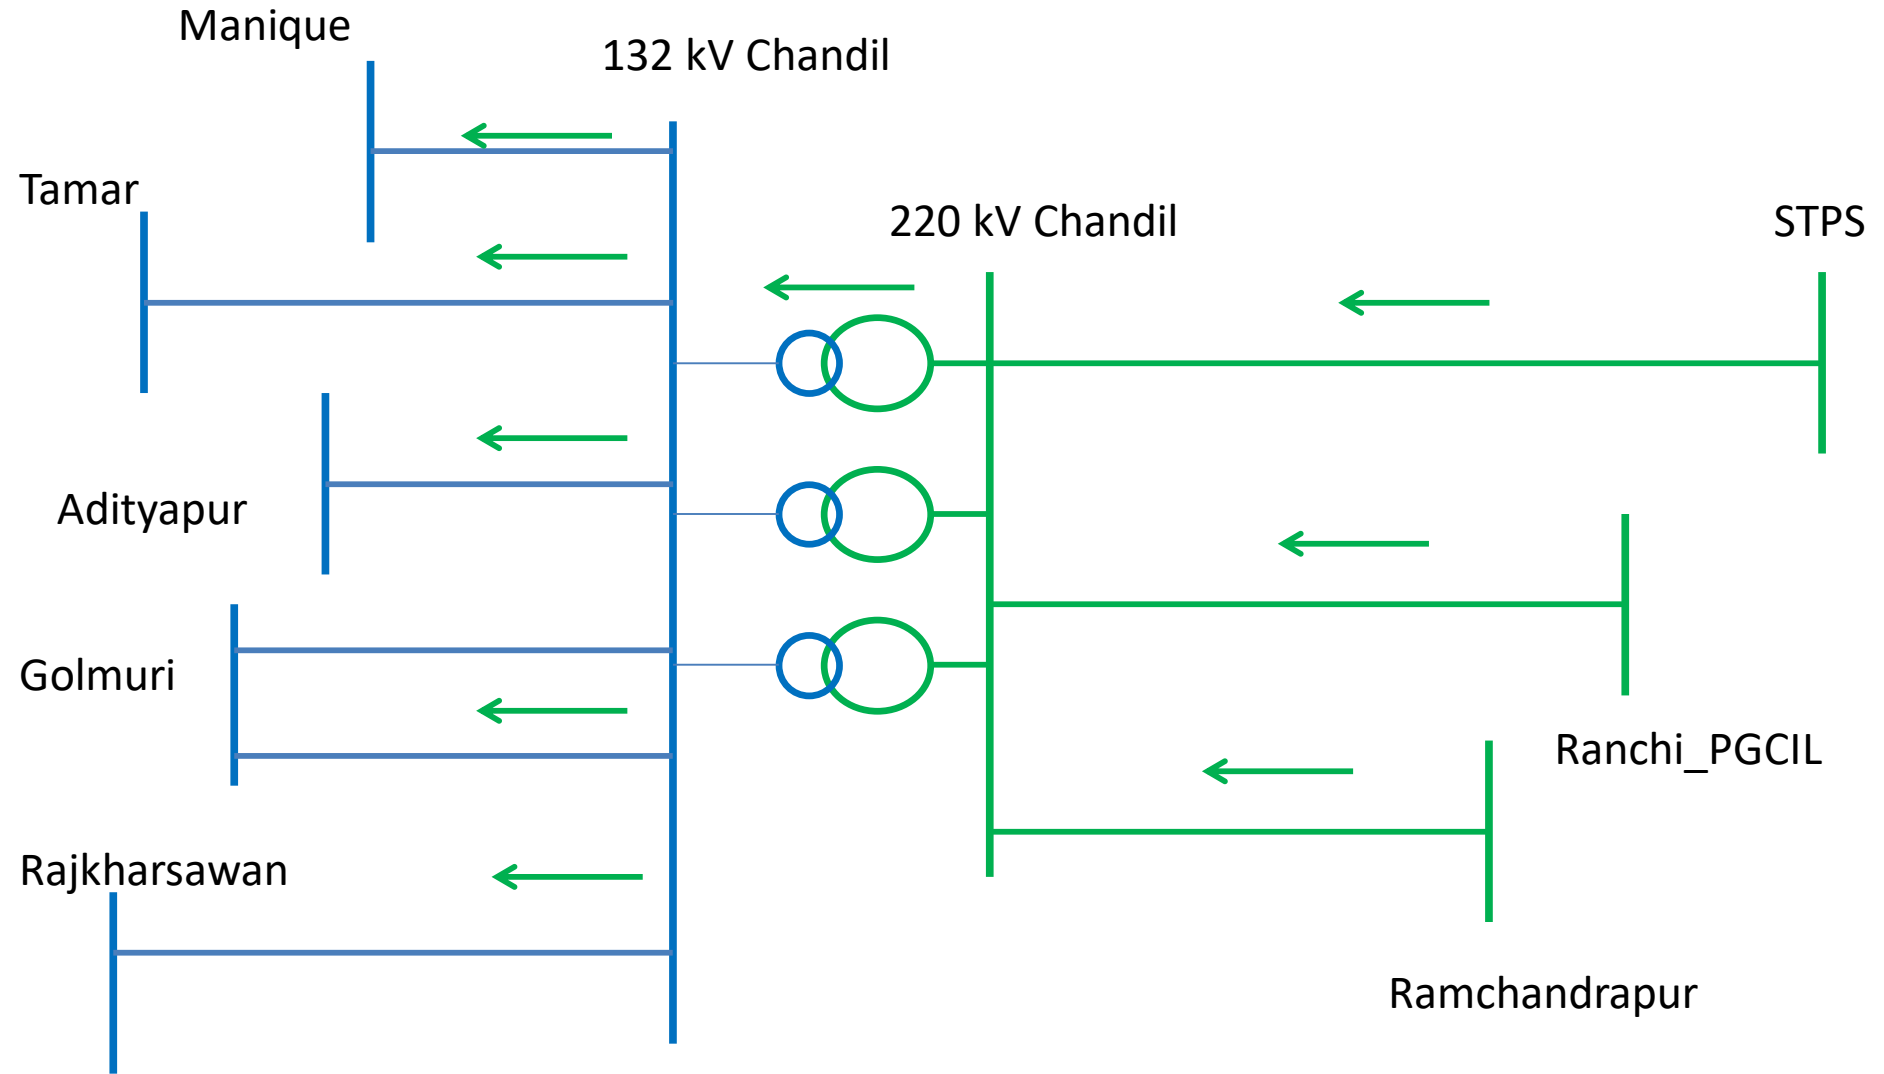 Manique
132 kV Chandil
Tamar
220 kV Chandil
STPS
Adityapur
Golmuri
Ranchi_PGCIL
Rajkharsawan
Ramchandrapur